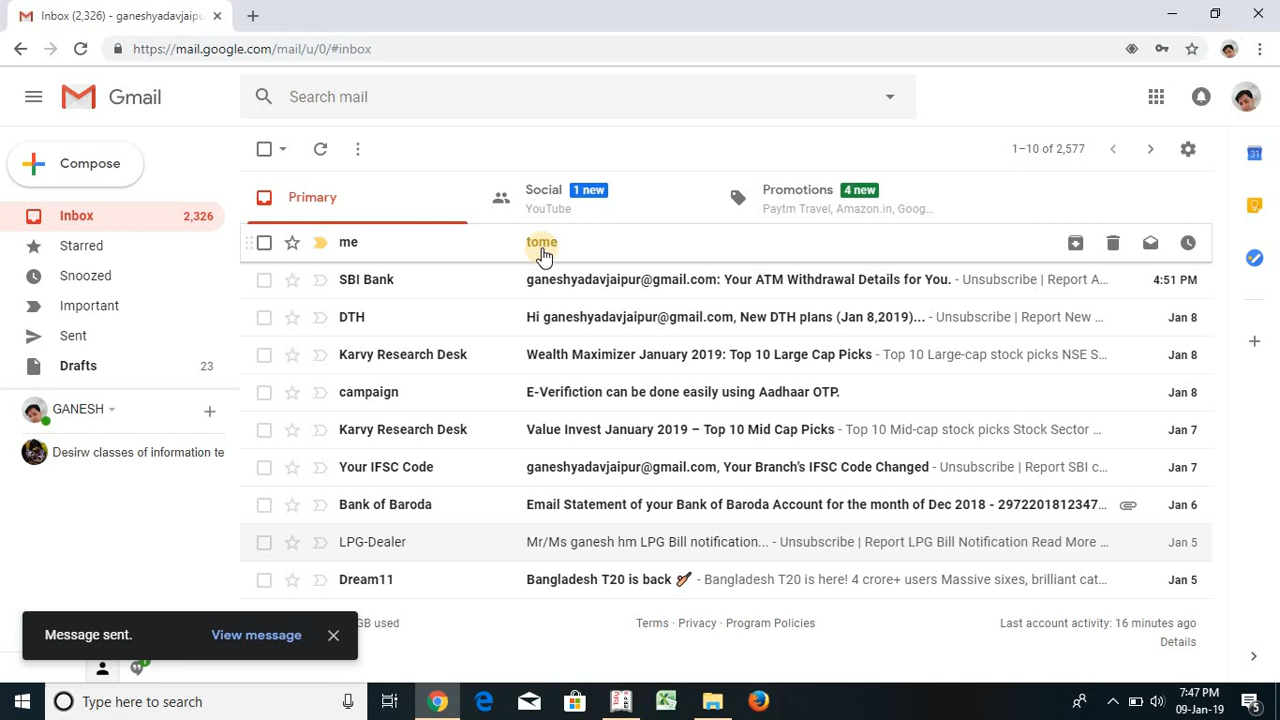 Inbox (2,326) - ganeshyadavjaipu
https://mail.google.com/mail/u/0/#inbox
Gmail
Search mail
Compose
1–10 of 2,577
31
Primary
Social 1 new
YouTube
Promotions 4 new
Paytm Travel, Amazon.in, Goog...
Inbox 2,326
Starred
Snoozed
Important
Sent
Drafts 23
GANESH
Desirw classes of information te
me tome
SBI Bank ganeshyadavjaipur@gmail.com: Your ATM Withdrawal Details for You. - Unsubscribe | Report A... 4:51 PM
DTH Hi ganeshyadavjaipur@gmail.com, New DTH plans (Jan 8,2019)... - Unsubscribe | Report New ... Jan 8
Karvy Research Desk Wealth Maximizer January 2019: Top 10 Large Cap Picks - Top 10 Large-cap stock picks NSE S... Jan 8
campaign E-Verifiction can be done easily using Aadhaar OTP. Jan 8
Karvy Research Desk Value Invest January 2019 – Top 10 Mid Cap Picks - Top 10 Mid-cap stock picks Stock Sector ... Jan 7
Your IFSC Code ganeshyadavjaipur@gmail.com, Your Branch's IFSC Code Changed - Unsubscribe | Report SBI c... Jan 7
Bank of Baroda Email Statement of your Bank of Baroda Account for the month of Dec 2018 - 2972201812347... Jan 6
LPG-Dealer Mr/Ms ganesh hm LPG Bill notification... - Unsubscribe | Report LPG Bill Notification Read More ... Jan 5
Dream11 Bangladesh T20 is back 🏏 - Bangladesh T20 is here! 4 crore+ users Massive sixes, brilliant cat... Jan 5
GB used
Terms · Privacy · Program Policies
Last account activity: 16 minutes ago
Details
Message sent. View message
Type here to search
7:47 PM
09-Jan-19
5